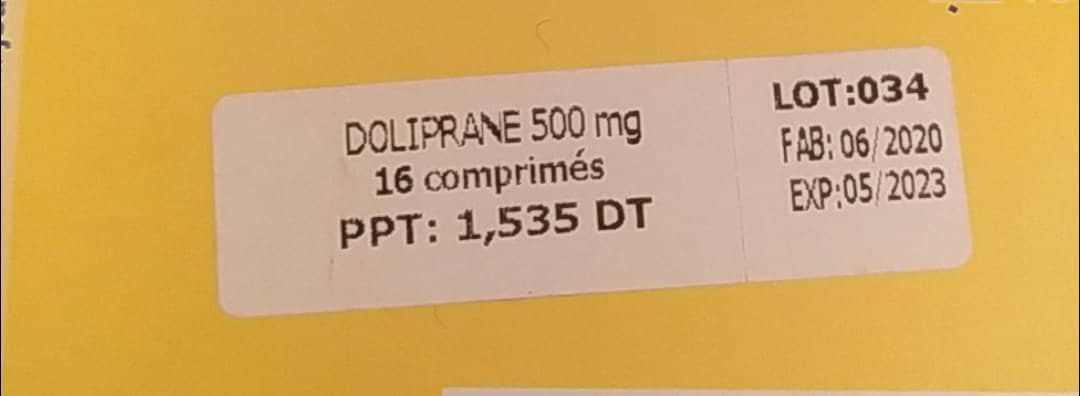 DOLIPRANE 500 mg
16 comprimés
PPT: 1,535 DT
LOT:034
FAB: 06/2020
EXP:05/2023